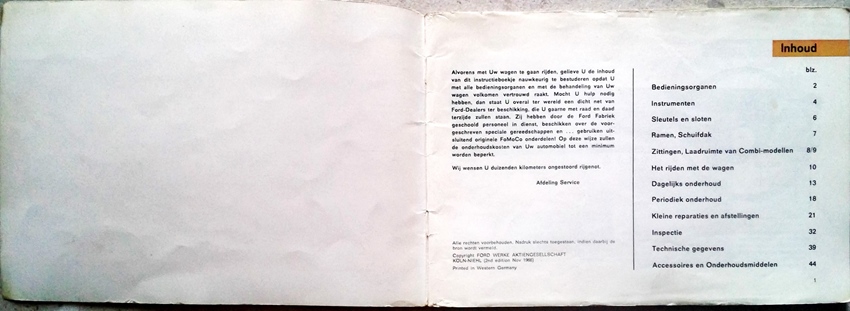 Alvorens met Uw wagen te gaan rijden, gelieve U de inhoud
van dit instructieboekje nauwkeurig te bestuderen opdat U
met alle bedieningsorganen en met de behandeling van Uw
wagen volkomen vertrouwd raakt. Mocht U hulp nodig
hebben, dan staat U overal ter wereld een dicht net van
Ford-Dealers ter beschikking, die U gaarne met raad en daad
terzijde zullen staan. Zij hebben door de Ford Fabriek
geschoold personeel in dienst, beschikken over de voor-
geschreven speciale gereedschappen en ... gebruiken uit-
sluitend originele FoMoCo onderdelen! Op deze wijze zullen
de onderhoudskosten van Uw automobiel tot een minimum
worden beperkt.
Wij wensen U duizenden kilometers ongestoord rijgenot.
Afdeling Service
Alle rechten voorbehouden. Nadruk slechts toegestaan, indien daarbij de
bron wordt vermeld.
Copyright FORD WERKE AKTIENGESELLSCHAFT
KÖLN-NIEHL (2nd edition Nov. 1966)
Printed in Western Germany
Inhoud
blz.
Bedieningsorganen 2
Instrumenten 4
Sleutels en sloten 6
Ramen, Schuifdak 7
Zittingen, Laadruimte van Combi-modellen 8/9
Het rijden met de wagen 10
Dagelijks onderhoud 13
Periodiek onderhoud 18
Kleine reparaties en afstellingen 21
Inspectie 32
Technische gegevens 39
Accessoires en Onderhoudsmiddelen 44
1